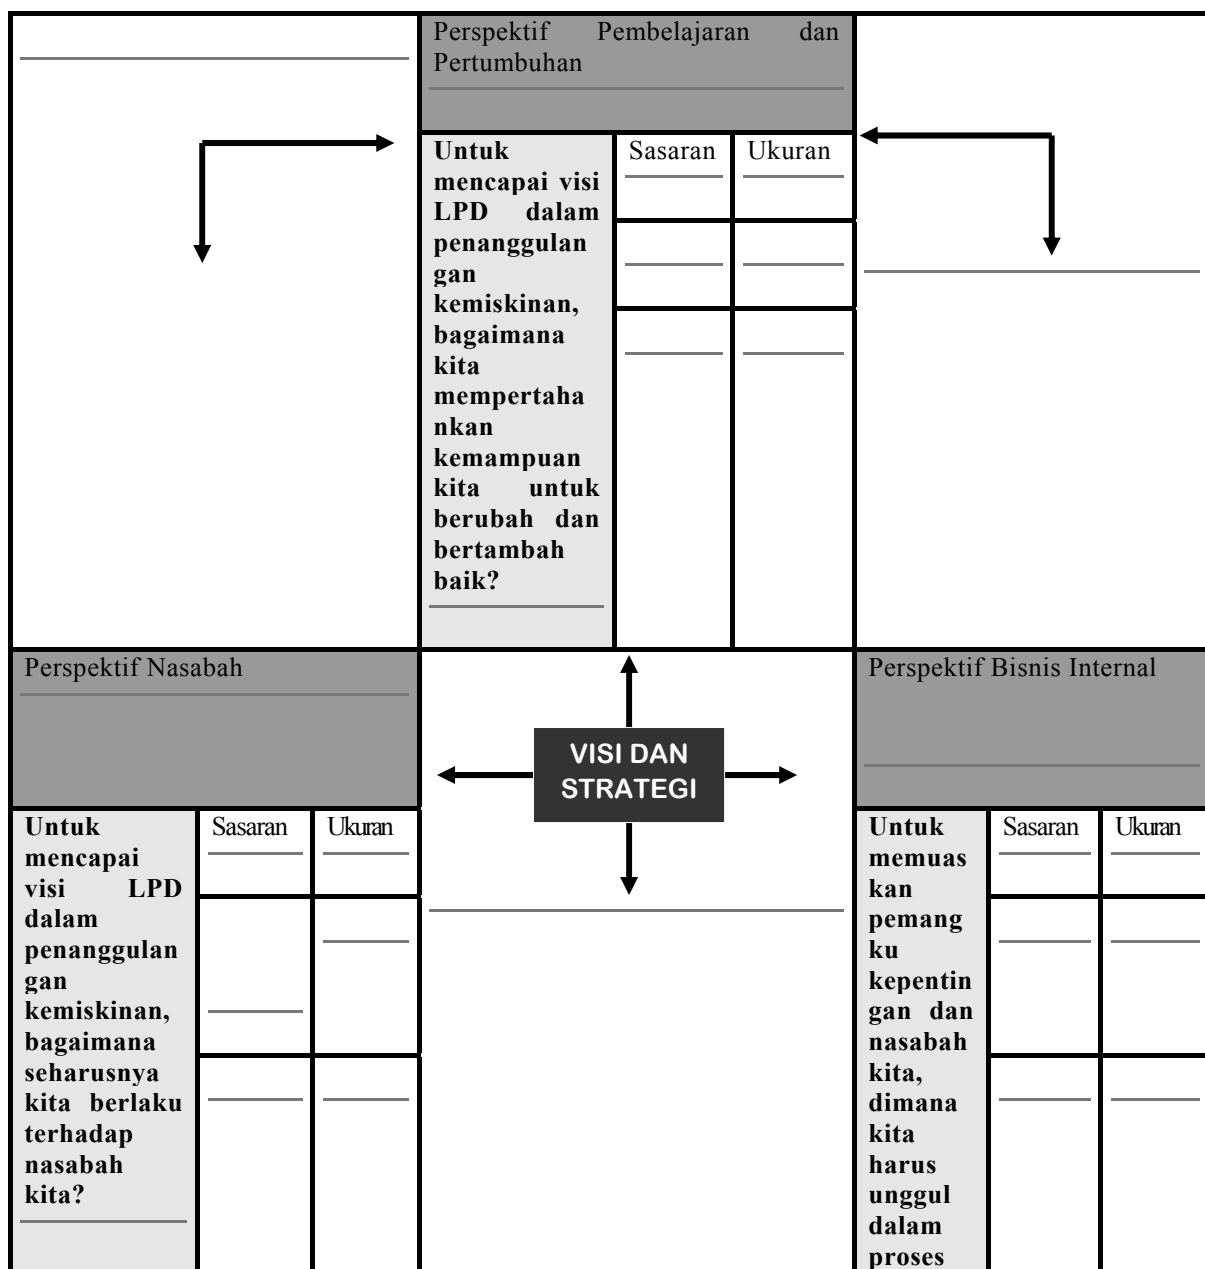 Perspektif Pembelajaran dan
Pertumbuhan
Untuk
mencapai visi
LPD dalam
penanggulan
gan
kemiskinan,
bagaimana
kita
mempertaha
nkan
kemampuan
kita untuk
berubah dan
bertambah
baik?
Sasaran
Ukuran
Perspektif Nasabah
Untuk
mencapai
visi LPD
dalam
penanggulan
gan
kemiskinan,
bagaimana
seharusnya
kita berlaku
terhadap
nasabah
kita?
Sasaran
Ukuran
VISI DAN
STRATEGI
Perspektif Bisnis Internal
Untuk
memuas
kan
pemang
ku
kepentin
gan dan
nasabah
kita,
dimana
kita
harus
unggul
dalam
proses
Sasaran
Ukuran